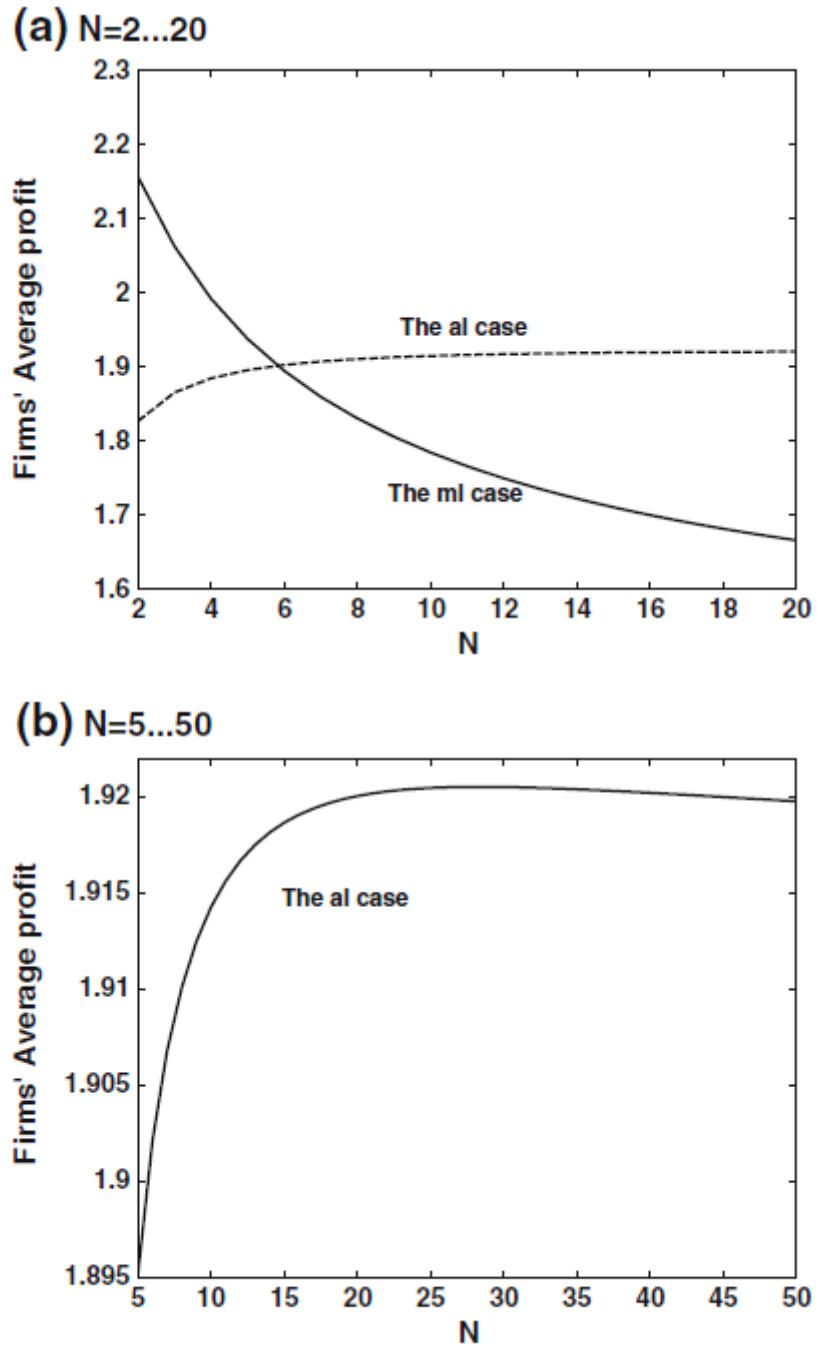 (a) N=2...20
2.3
2.2
2.1
2
1.9
1.8
1.7
1.6
Firms' Average profit
The al case
The ml case
2 4 6 8 10 12 14 16 18 20
N
(b) N=5...50
1.92
1.915
1.91
1.905
1.9
1.895
Firms' Average profit
The al case
5 10 15 20 25 30 35 40 45 50
N